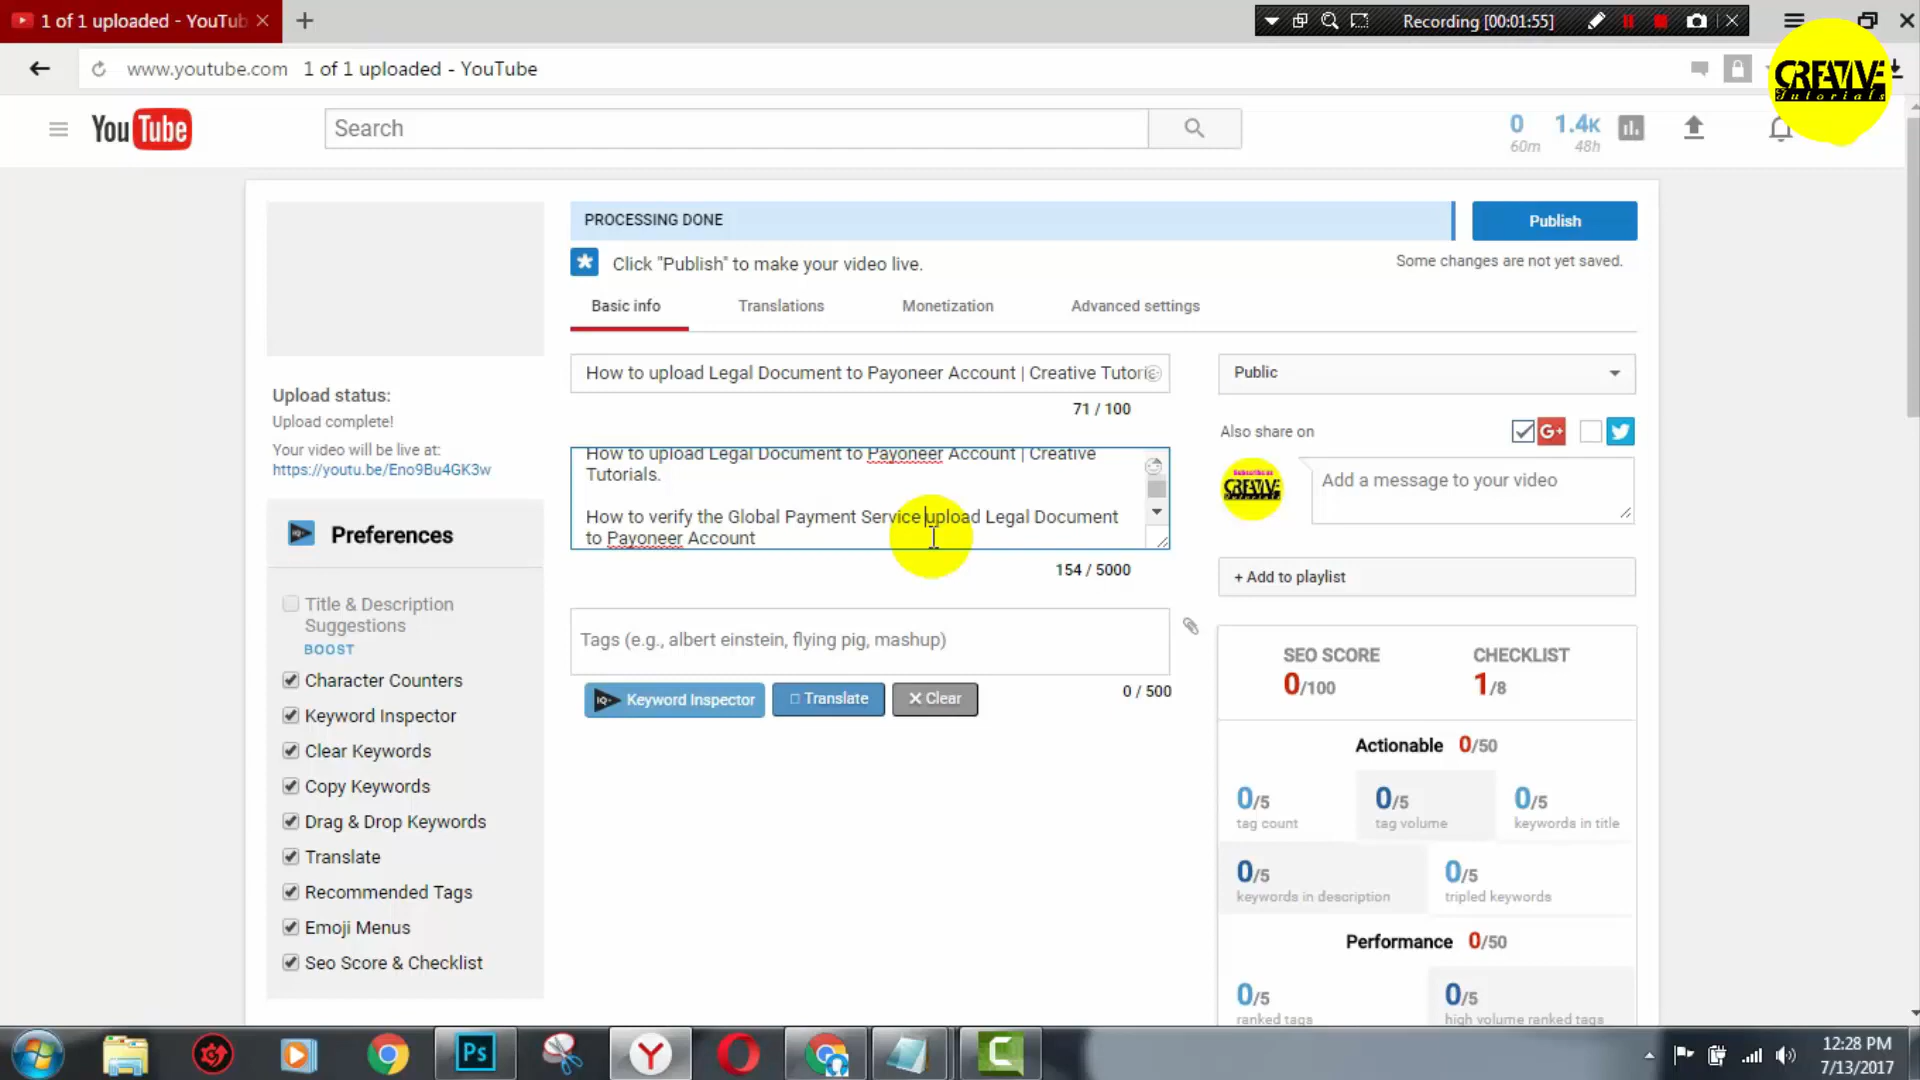 1 of 1 uploaded - YouTub
Recording [00:01:55]
www.youtube.com 1 of 1 uploaded - YouTube
CREATIVE
Tutorials
YouTube
Search
0
60m
1.4K
48h
PROCESSING DONE
Publish
Click "Publish" to make your video live.
Some changes are not yet saved.
Basic info
Translations
Monetization
Advanced settings
How to upload Legal Document to Payoneer Account | Creative Tutori
71 / 100
Public
Upload status:
Upload complete!
Your video will be live at:
https://youtu.be/Eno9Bu4GK3w
Also share on
G+
How to upload Legal Document to Payoneer Account | Creative
Tutorials.
How to verify the Global Payment Service upload Legal Document
to Payoneer Account
154 / 5000
CREATIVE
Add a message to your video
+ Add to playlist
Preferences
Title & Description
Suggestions
BOOST
Character Counters
Keyword Inspector
Clear Keywords
Copy Keywords
Drag & Drop Keywords
Translate
Recommended Tags
Emoji Menus
Seo Score & Checklist
Tags (e.g., albert einstein, flying pig, mashup)
IQ+ Keyword Inspector
Translate
Clear
0 / 500
SEO SCORE
0/100
CHECKLIST
1/8
Actionable 0/50
0/5
tag count
0/5
tag volume
0/5
keywords in title
0/5
keywords in description
0/5
tripled keywords
Performance 0/50
0/5
ranked tags
0/5
high volume ranked tags
Ps
12:28 PM
7/13/2017